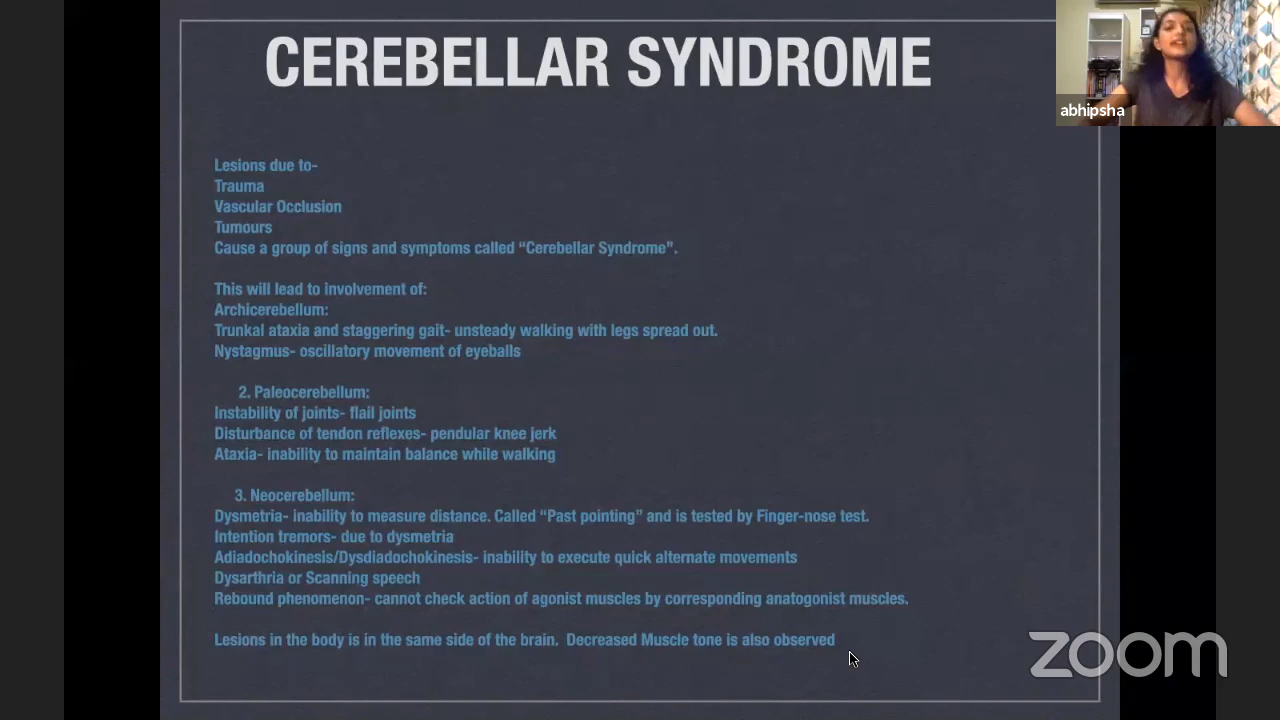 CEREBELLAR SYNDROME
abhipsha
Lesions due to-
Trauma
Vascular Occlusion
Tumours
Cause a group of signs and symptoms called “Cerebellar Syndrome”.
This will lead to involvement of:
Archicerebellum:
Trunkal ataxia and staggering gait- unsteady walking with legs spread out.
Nystagmus- oscillatory movement of eyeballs
2. Paleocerebellum:
Instability of joints- flail joints
Disturbance of tendon reflexes- pendular knee jerk
Ataxia- inability to maintain balance while walking
3. Neocerebellum:
Dysmetria- inability to measure distance. Called “Past pointing” and is tested by Finger-nose test.
Intention tremors- due to dysmetria
Adiadochokinesis/Dysdiadochokinesis- inability to execute quick alternate movements
Dysarthria or Scanning speech
Rebound phenomenon- cannot check action of agonist muscles by corresponding anatogonist muscles.
Lesions in the body is in the same side of the brain.  Decreased Muscle tone is also observed
zoom